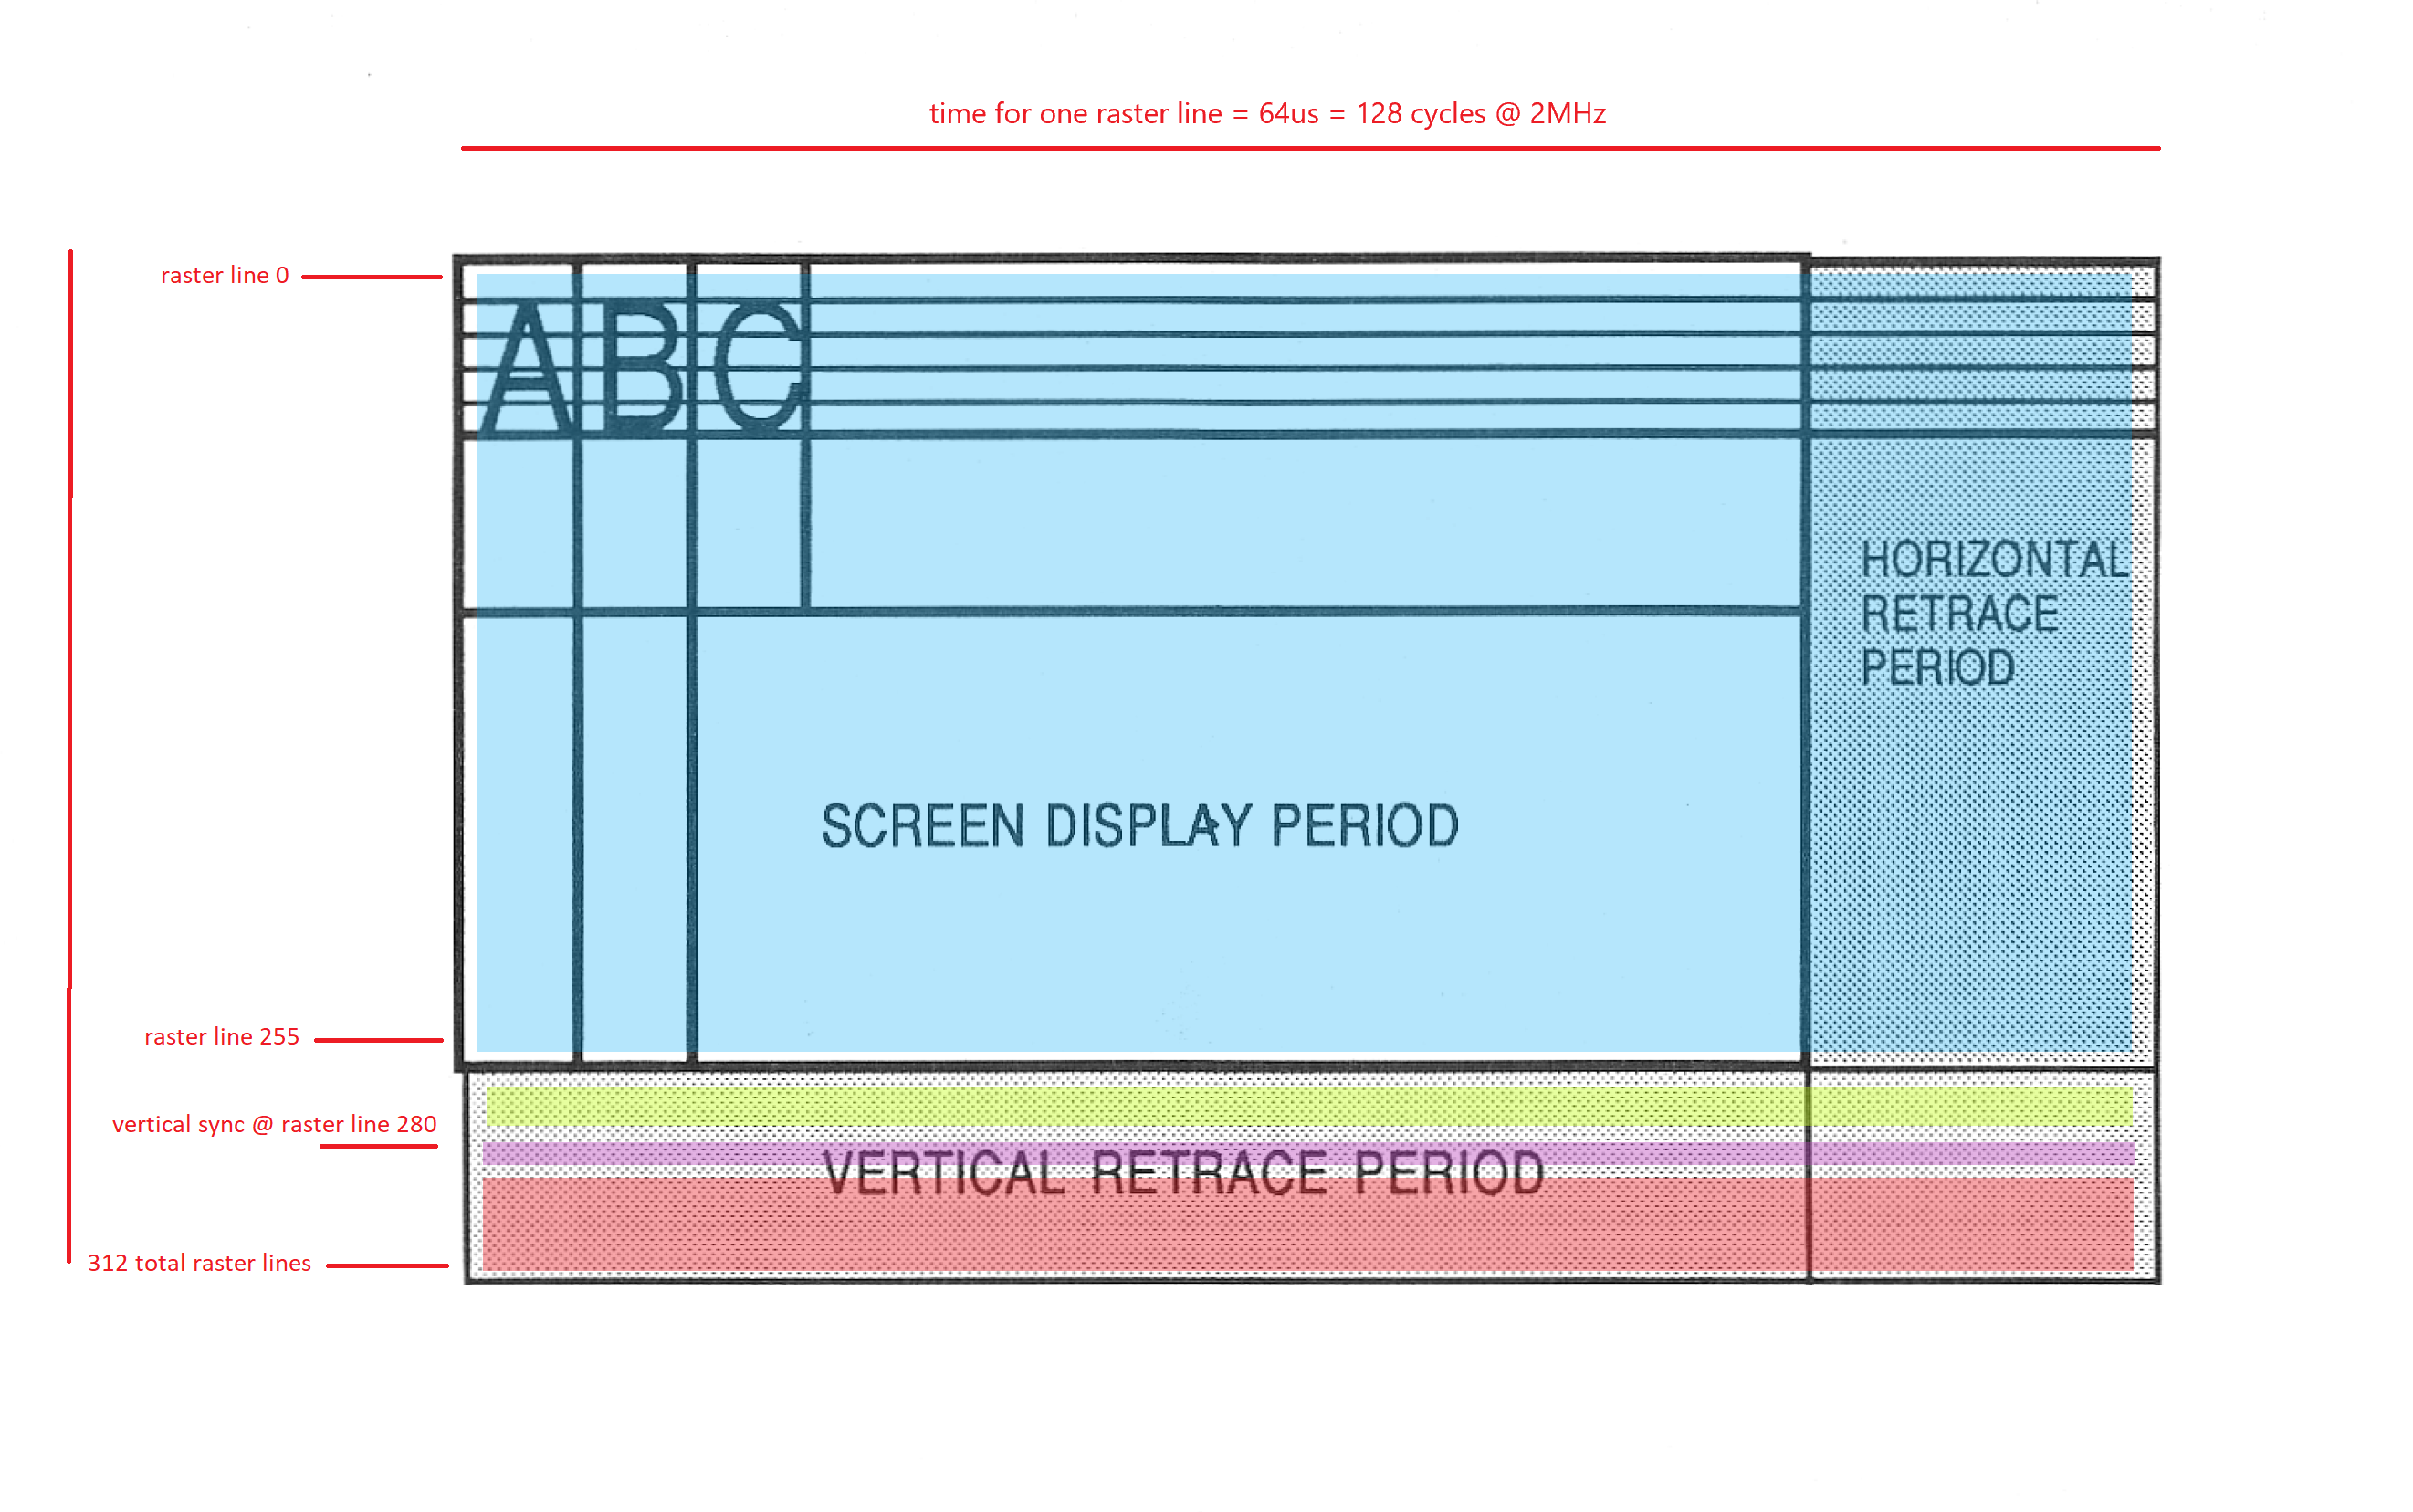 time for one raster line = 64us = 128 cycles @ 2MHz
raster line 0
ABC
HORIZONTAL
RETRACE
PERIOD
SCREEN DISPLAY PERIOD
raster line 255
vertical sync @ raster line 280
VERTICAL RETRACE PERIOD
312 total raster lines